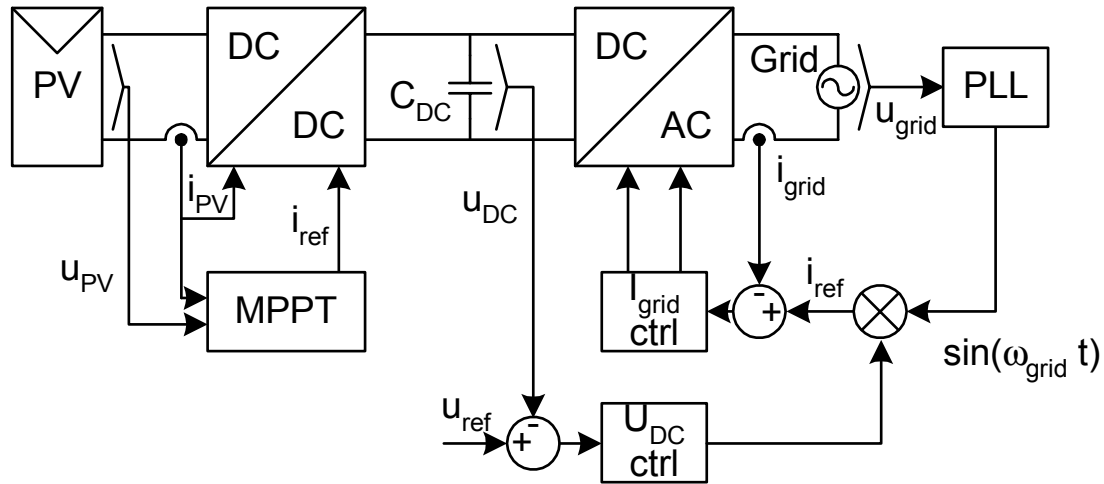 PV
DC
DC
C_DC
DC
AC
Grid
u_grid
PLL
i_PV
i_ref
u_DC
i_grid
u_PV
MPPT
I_grid
ctrl
-
+
i_ref
sin(ω_grid t)
u_ref
+
-
U_DC
ctrl